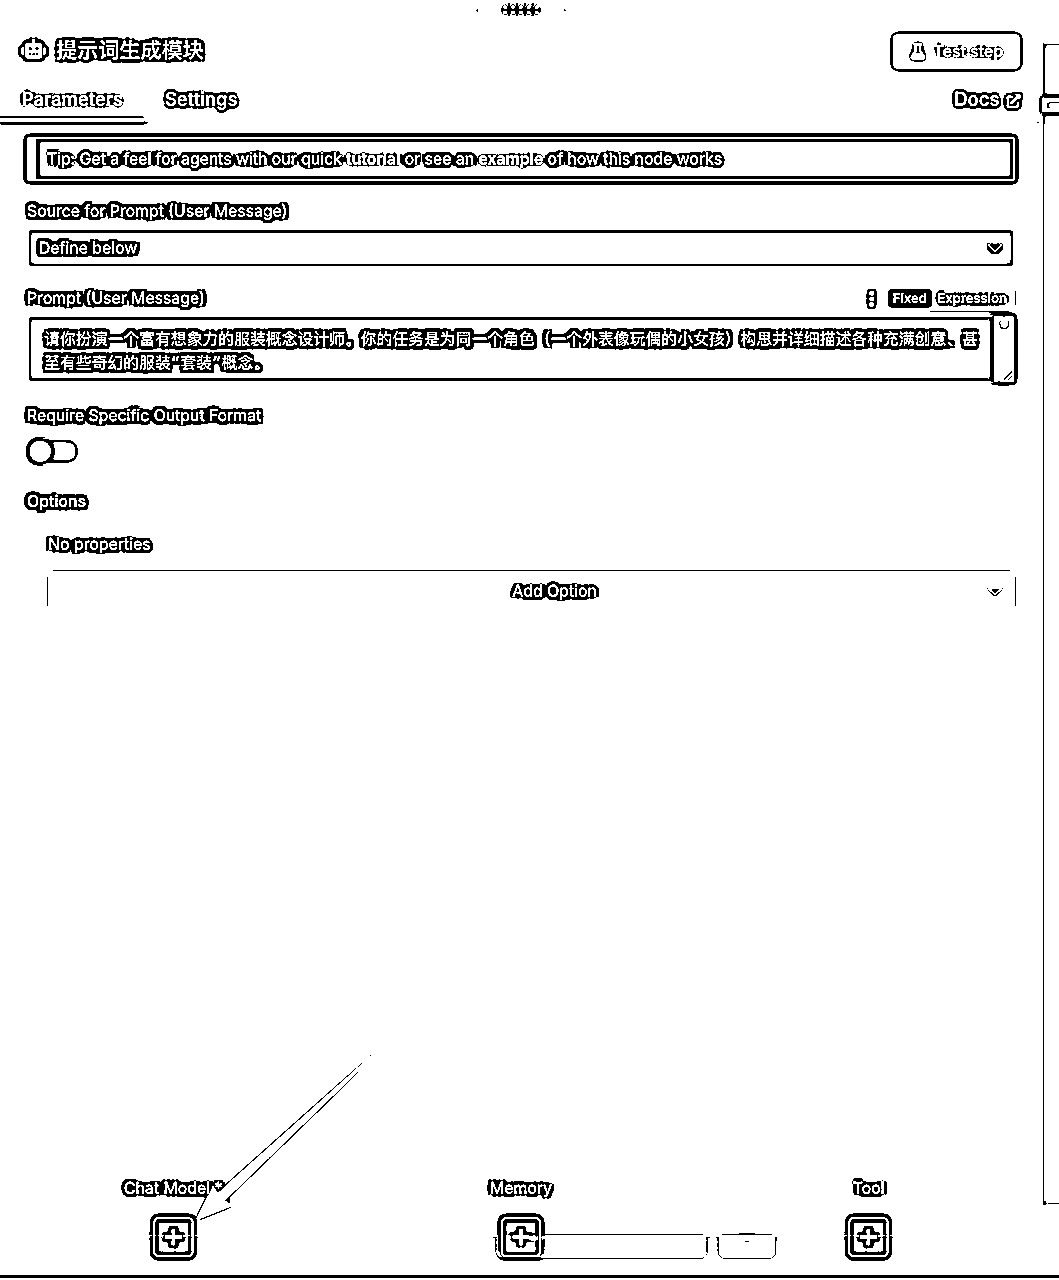 提示词生成模块
Test step
Parameters
Settings
Docs
Tip: Get a feel for agents with our quick tutorial or see an example of how this node works
Source for Prompt (User Message)
Define below
Prompt (User Message)
Fixed
Expression
请你扮演一个富有想象力的服装概念设计师。你的任务是为同一个角色（一个外表像玩偶的小女孩）构思并详细描述各种充满创意、甚
至有些奇幻的服装“套装”概念。
Require Specific Output Format
Options
No properties
Add Option
Chat Model *
Memory
Tool